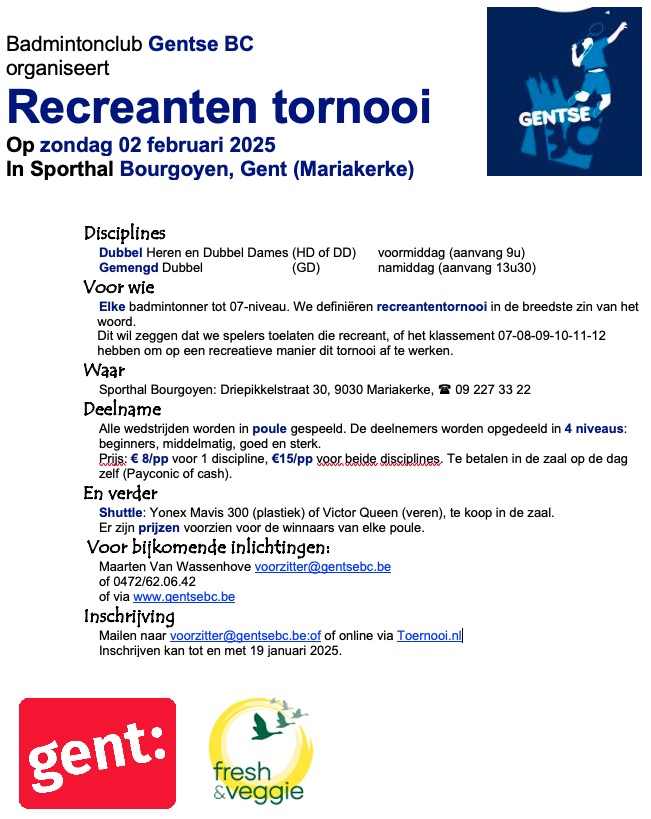 Badmintonclub Gentse BC
organiseert
Recreanten tornooi
Op zondag 02 februari 2025
In Sporthal Bourgoyen, Gent (Mariakerke)
GENTSE
BC
Disciplines
Dubbel Heren en Dubbel Dames (HD of DD) voormiddag (aanvang 9u)
Gemengd Dubbel (GD) namiddag (aanvang 13u30)
Voor wie
Elke badmintonner tot 07-niveau. We definiëren recreantentornooi in de breedste zin van het
woord.
Dit wil zeggen dat we spelers toelaten die recreant, of het klassement 07-08-09-10-11-12
hebben om op een recreatieve manier dit tornooi af te werken.
Waar
Sporthal Bourgoyen: Driepikkelstraat 30, 9030 Mariakerke, ☎ 09 227 33 22
Deelname
Alle wedstrijden worden in poule gespeeld. De deelnemers worden opgedeeld in 4 niveaus:
beginners, middelmatig, goed en sterk.
Prijs: € 8/pp voor 1 discipline, €15/pp voor beide disciplines. Te betalen in de zaal op de dag
zelf (Payconic of cash).
En verder
Shuttle: Yonex Mavis 300 (plastiek) of Victor Queen (veren), te koop in de zaal.
Er zijn prijzen voorzien voor de winnaars van elke poule.
Voor bijkomende inlichtingen:
Maarten Van Wassenhove voorzitter@gentsebc.be
of 0472/62.06.42
of via www.gentsebc.be
Inschrijving
Mailen naar voorzitter@gentsebc.be:of of online via Toernooi.nl
Inschrijven kan tot en met 19 januari 2025.
gent:
fresh
&veggie